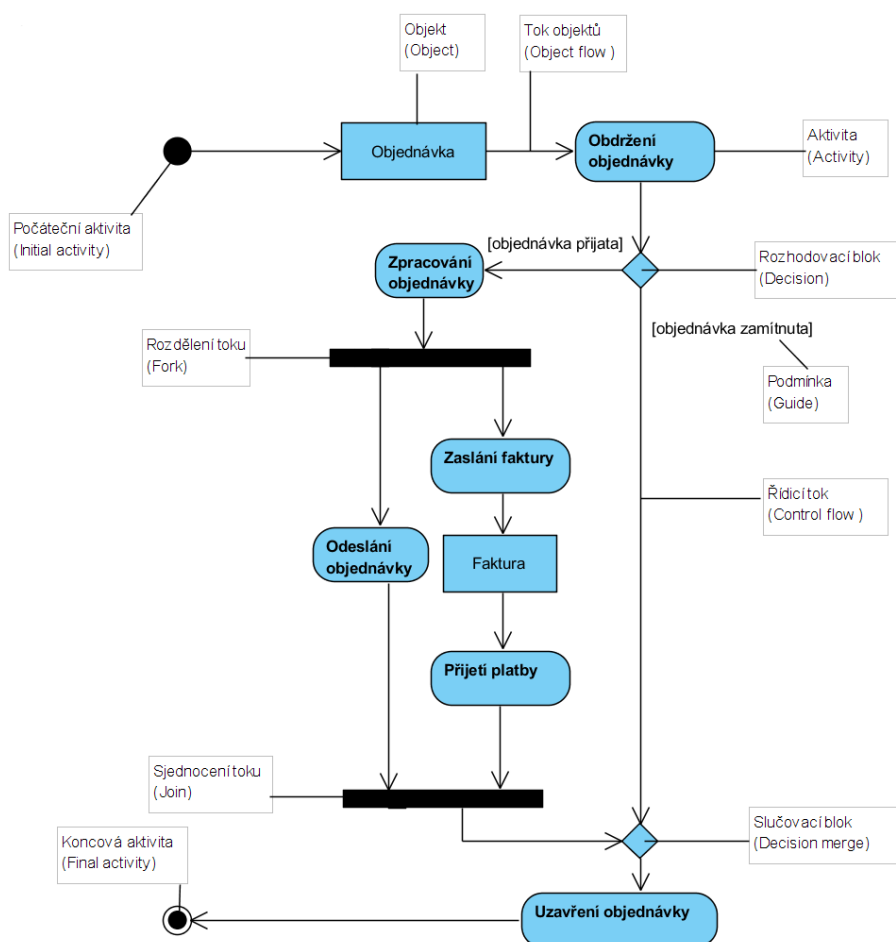 Objekt
(Object)
Tok objektů
(Object flow )
Objednávka
Obdržení
objednávky
Aktivita
(Activity)
Počáteční aktivita
(Initial activity)
[objednávka přijata]
Zpracování
objednávky
Rozhodovací blok
(Decision)
[objednávka zamítnuta]
Rozdělení toku
(Fork)
Podmínka
(Guide)
Zaslání faktury
Řídicí tok
(Control flow )
Odeslání
objednávky
Faktura
Přijetí platby
Sjednocení toku
(Join)
Slučovací blok
(Decision merge)
Koncová aktivita
(Final activity)
Uzavření objednávky